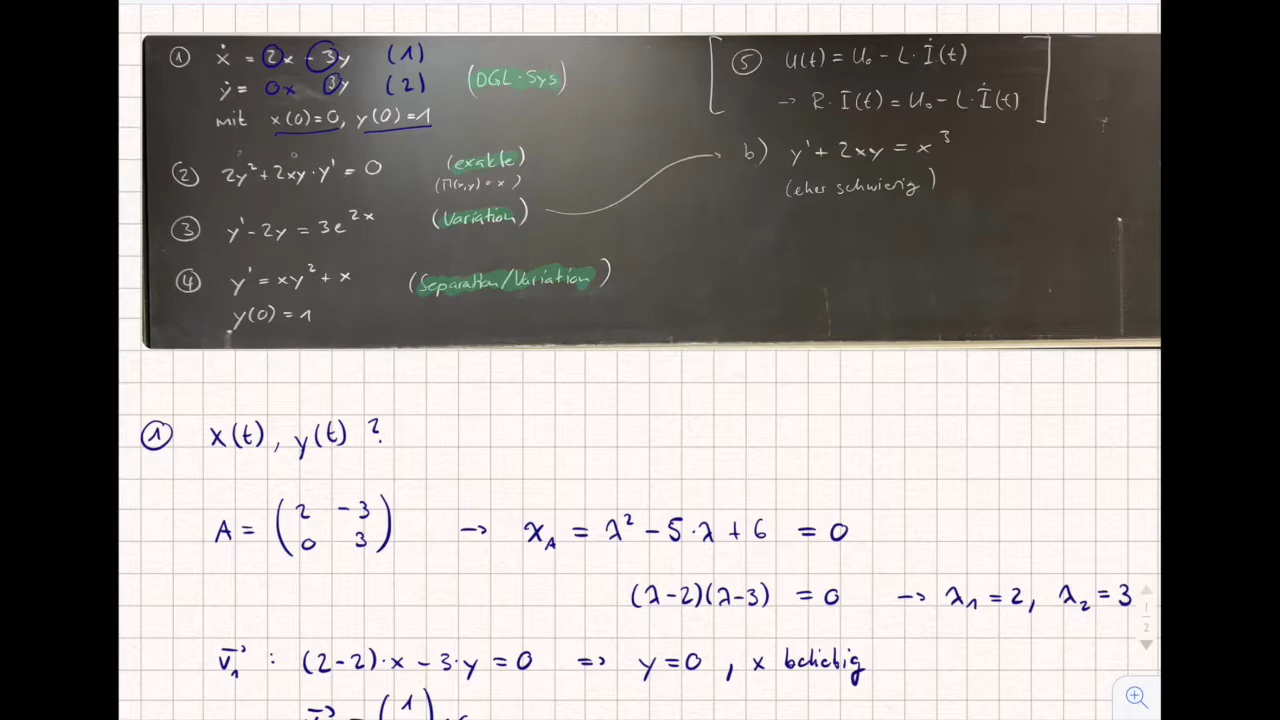 ① ẋ = 2x - 3y (1)
ẏ = 0x 3y (2)
(DGL-Sys)
mit x(0)=0, y(0)=1
② 2y² + 2xy · y' = 0 (exakte)
(M(x,y) = x )
③ y' - 2y = 3e^{2x} (Variation)
④ y' = xy² + x (Separation/Variation)
y(0) = 1
⑤ U(t) = U₀ - L · İ(t)
→ R · I(t) = U₀ - L · İ(t)
b) y' + 2xy = x³
(eher schwierig)
① x(t), y(t) ?
A = ( 2 -3
0 3 ) → χ_A = λ² - 5·λ + 6 = 0
(λ-2)(λ-3) = 0 → λ₁ = 2, λ₂ = 3
v⃗₁ : (2-2)·x - 3·y = 0 ⇒ y=0, x beliebig
1
2